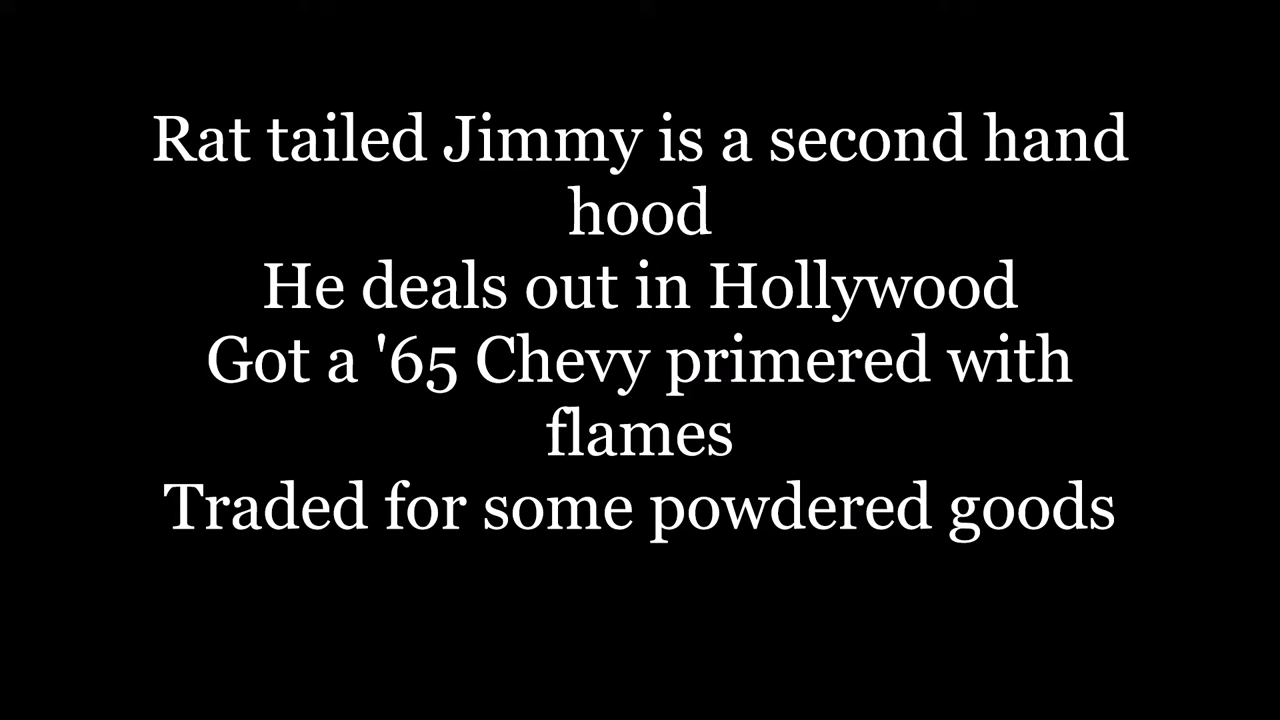 Rat tailed Jimmy is a second hand
hood
He deals out in Hollywood
Got a '65 Chevy primered with
flames
Traded for some powdered goods